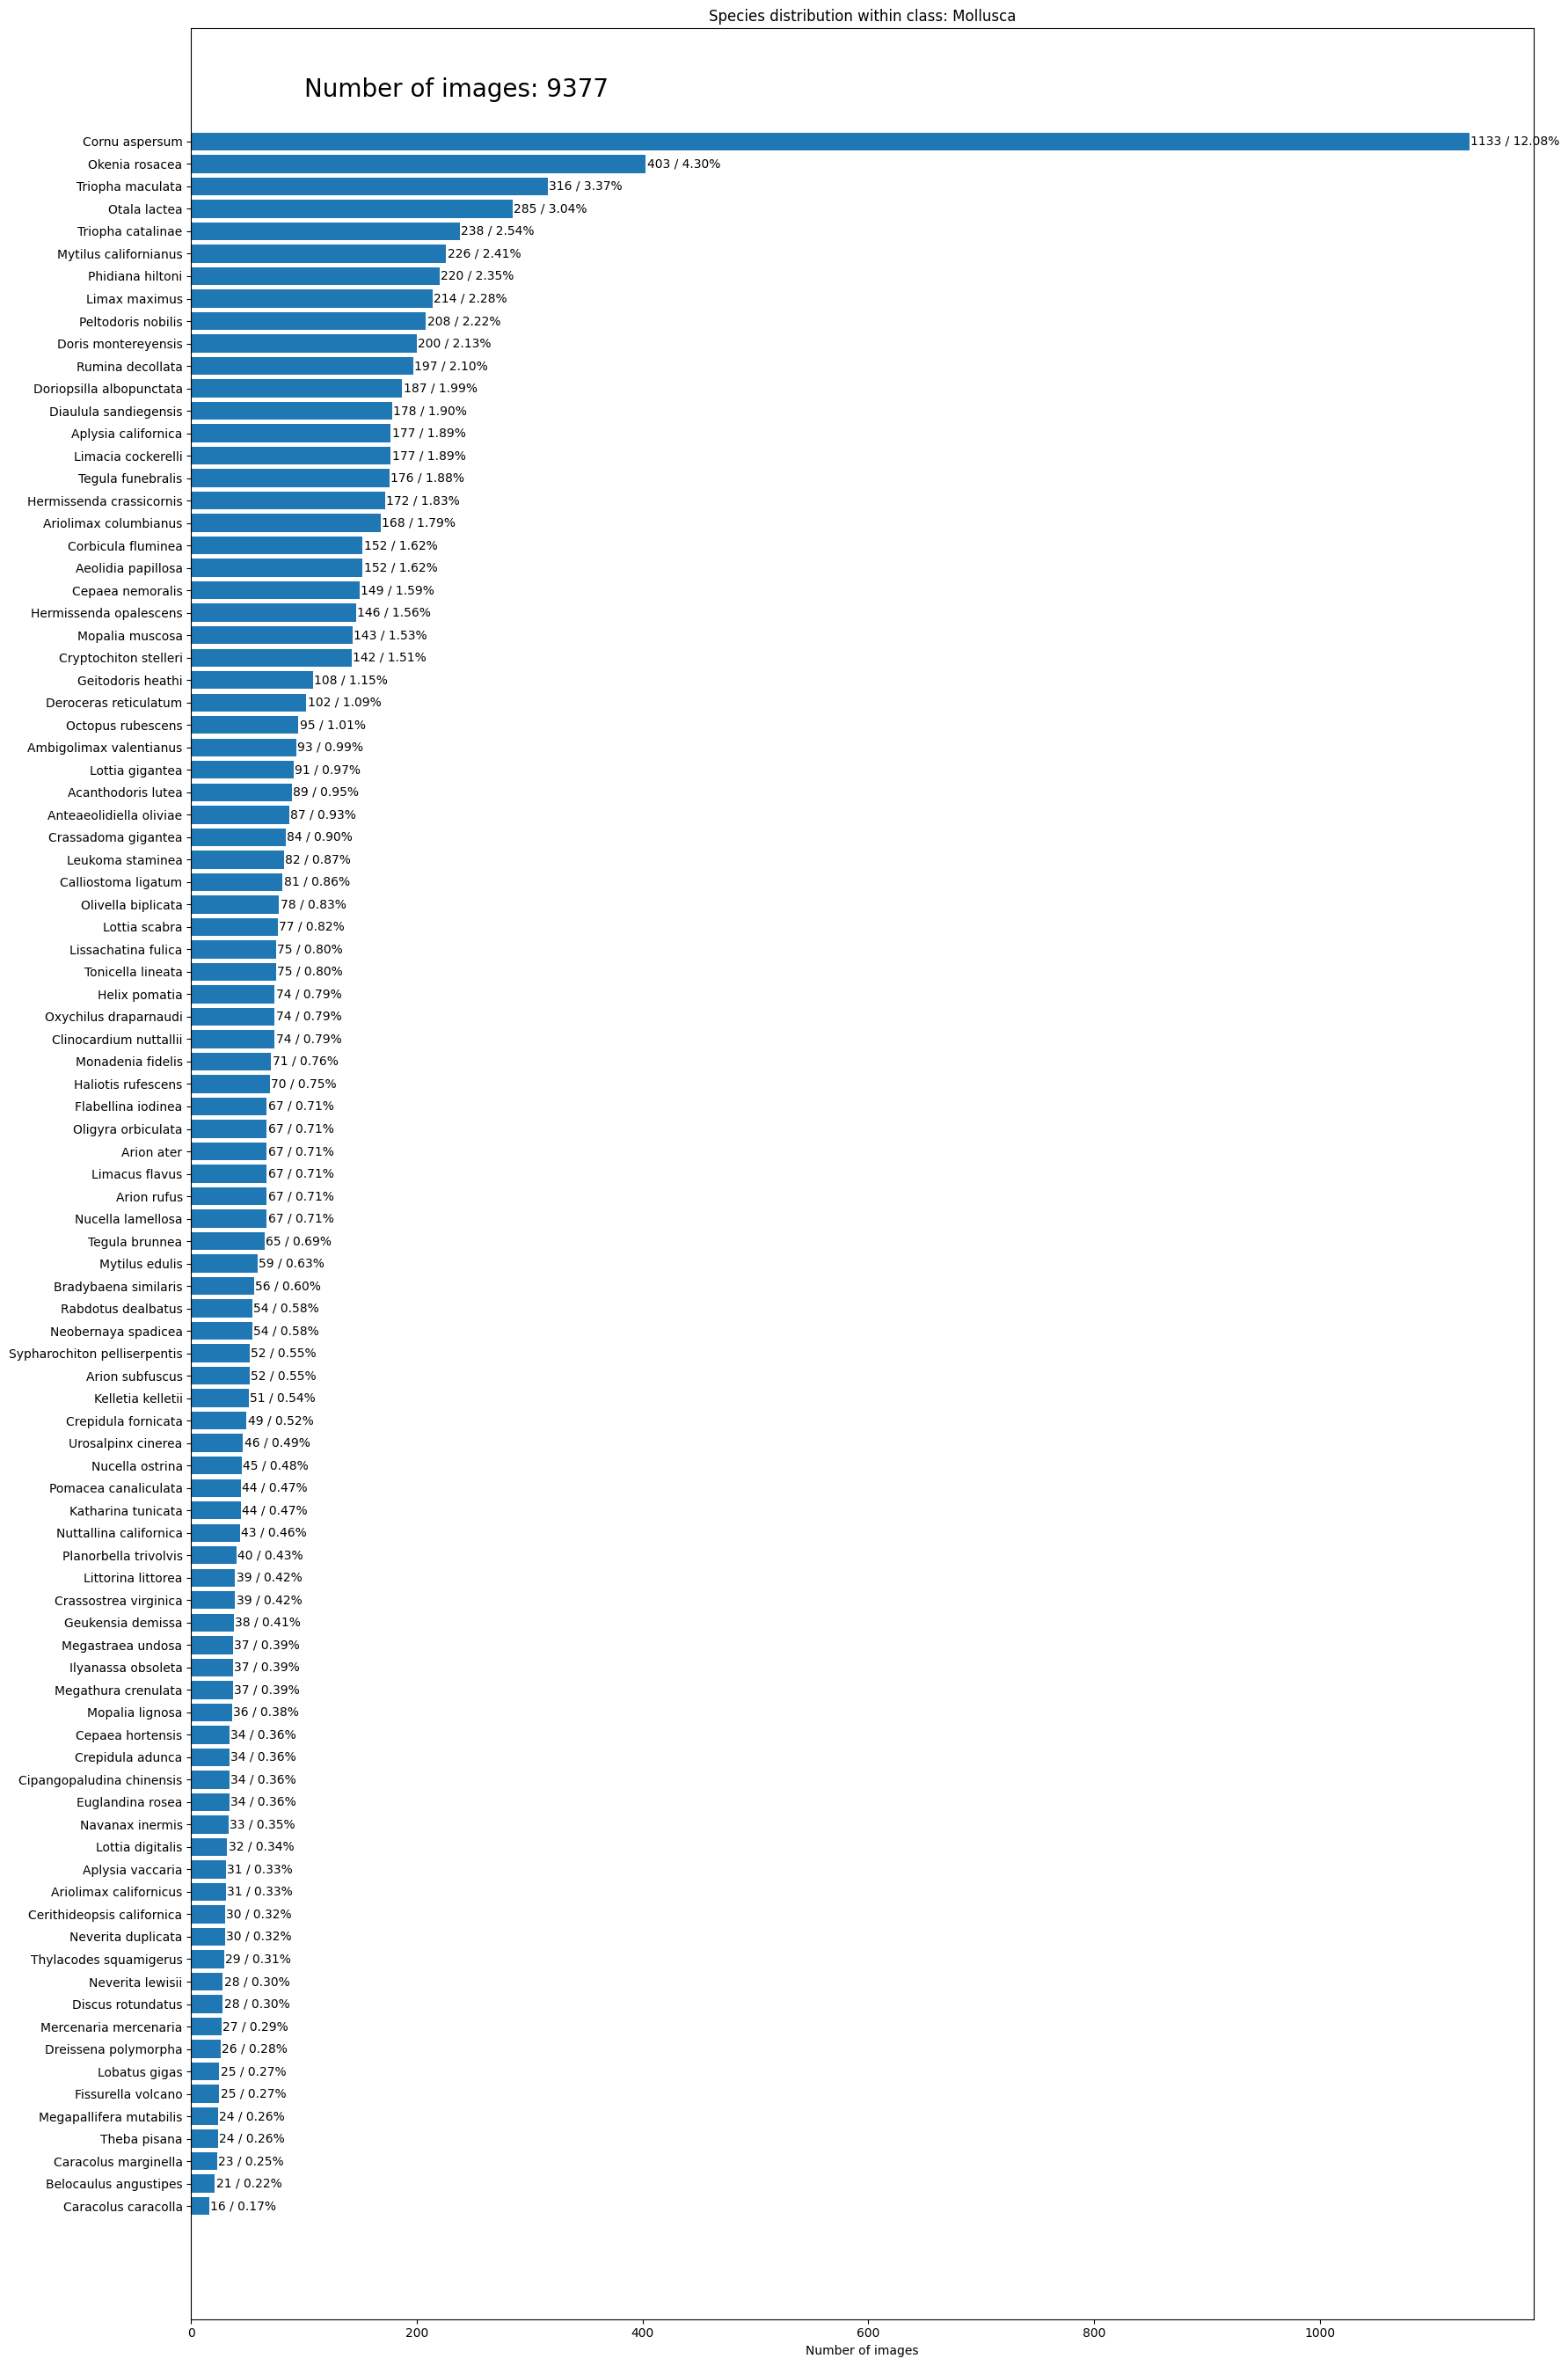 Species distribution within class: Mollusca
Number of images: 9377
Cornu aspersum 1133 / 12.08%
Okenia rosacea 403 / 4.30%
Triopha maculata 316 / 3.37%
Otala lactea 285 / 3.04%
Triopha catalinae 238 / 2.54%
Mytilus californianus 226 / 2.41%
Phidiana hiltoni 220 / 2.35%
Limax maximus 214 / 2.28%
Peltodoris nobilis 208 / 2.22%
Doris montereyensis 200 / 2.13%
Rumina decollata 197 / 2.10%
Doriopsilla albopunctata 187 / 1.99%
Diaulula sandiegensis 178 / 1.90%
Aplysia californica 177 / 1.89%
Limacia cockerelli 177 / 1.89%
Tegula funebralis 176 / 1.88%
Hermissenda crassicornis 172 / 1.83%
Ariolimax columbianus 168 / 1.79%
Corbicula fluminea 152 / 1.62%
Aeolidia papillosa 152 / 1.62%
Cepaea nemoralis 149 / 1.59%
Hermissenda opalescens 146 / 1.56%
Mopalia muscosa 143 / 1.53%
Cryptochiton stelleri 142 / 1.51%
Geitodoris heathi 108 / 1.15%
Deroceras reticulatum 102 / 1.09%
Octopus rubescens 95 / 1.01%
Ambigolimax valentianus 93 / 0.99%
Lottia gigantea 91 / 0.97%
Acanthodoris lutea 89 / 0.95%
Anteaeolidiella oliviae 87 / 0.93%
Crassadoma gigantea 84 / 0.90%
Leukoma staminea 82 / 0.87%
Calliostoma ligatum 81 / 0.86%
Olivella biplicata 78 / 0.83%
Lottia scabra 77 / 0.82%
Lissachatina fulica 75 / 0.80%
Tonicella lineata 75 / 0.80%
Helix pomatia 74 / 0.79%
Oxychilus draparnaudi 74 / 0.79%
Clinocardium nuttallii 74 / 0.79%
Monadenia fidelis 71 / 0.76%
Haliotis rufescens 70 / 0.75%
Flabellina iodinea 67 / 0.71%
Oligyra orbiculata 67 / 0.71%
Arion ater 67 / 0.71%
Limacus flavus 67 / 0.71%
Arion rufus 67 / 0.71%
Nucella lamellosa 67 / 0.71%
Tegula brunnea 65 / 0.69%
Mytilus edulis 59 / 0.63%
Bradybaena similaris 56 / 0.60%
Rabdotus dealbatus 54 / 0.58%
Neobernaya spadicea 54 / 0.58%
Sypharochiton pelliserpentis 52 / 0.55%
Arion subfuscus 52 / 0.55%
Kelletia kelletii 51 / 0.54%
Crepidula fornicata 49 / 0.52%
Urosalpinx cinerea 46 / 0.49%
Nucella ostrina 45 / 0.48%
Pomacea canaliculata 44 / 0.47%
Katharina tunicata 44 / 0.47%
Nuttallina californica 43 / 0.46%
Planorbella trivolvis 40 / 0.43%
Littorina littorea 39 / 0.42%
Crassostrea virginica 39 / 0.42%
Geukensia demissa 38 / 0.41%
Megastraea undosa 37 / 0.39%
Ilyanassa obsoleta 37 / 0.39%
Megathura crenulata 37 / 0.39%
Mopalia lignosa 36 / 0.38%
Cepaea hortensis 34 / 0.36%
Crepidula adunca 34 / 0.36%
Cipangopaludina chinensis 34 / 0.36%
Euglandina rosea 34 / 0.36%
Navanax inermis 33 / 0.35%
Lottia digitalis 32 / 0.34%
Aplysia vaccaria 31 / 0.33%
Ariolimax californicus 31 / 0.33%
Cerithideopsis californica 30 / 0.32%
Neverita duplicata 30 / 0.32%
Thylacodes squamigerus 29 / 0.31%
Neverita lewisii 28 / 0.30%
Discus rotundatus 28 / 0.30%
Mercenaria mercenaria 27 / 0.29%
Dreissena polymorpha 26 / 0.28%
Lobatus gigas 25 / 0.27%
Fissurella volcano 25 / 0.27%
Megapallifera mutabilis 24 / 0.26%
Theba pisana 24 / 0.26%
Caracolus marginella 23 / 0.25%
Belocaulus angustipes 21 / 0.22%
Caracolus caracolla 16 / 0.17%
0 200 400 600 800 1000
Number of images